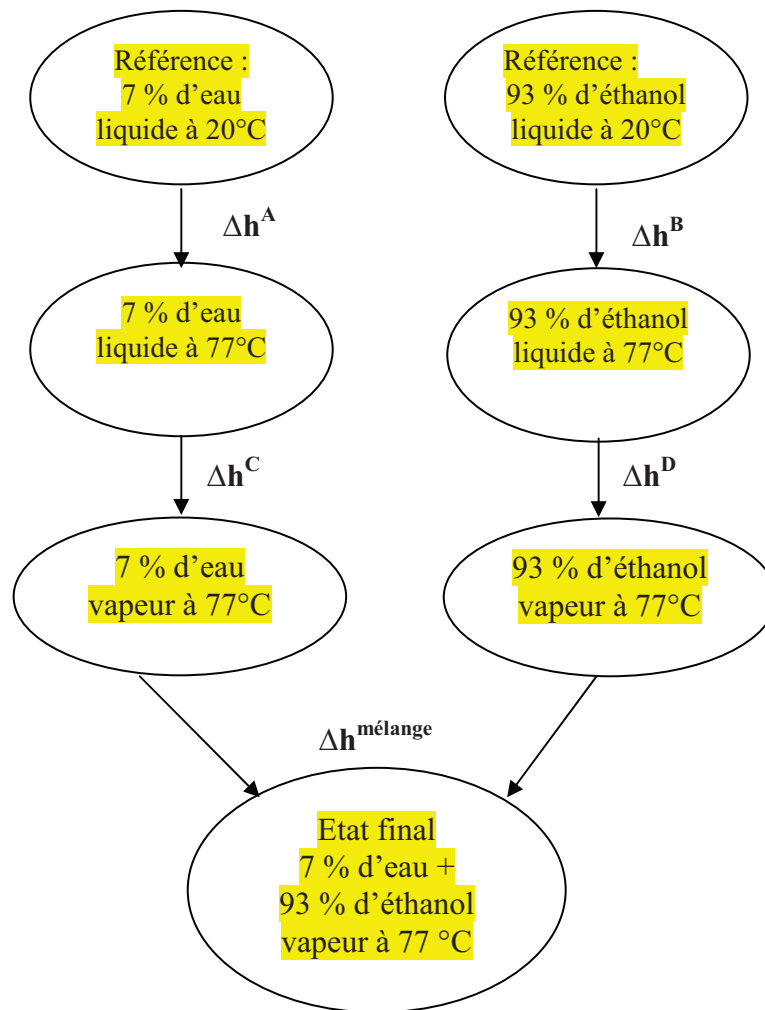 Référence :
7 % d’eau
liquide à 20°C
Référence :
93 % d’éthanol
liquide à 20°C
Δh^A
Δh^B
7 % d’eau
liquide à 77°C
93 % d’éthanol
liquide à 77°C
Δh^C
Δh^D
7 % d’eau
vapeur à 77°C
93 % d’éthanol
vapeur à 77°C
Δh^mélange
Etat final
7 % d’eau +
93 % d’éthanol
vapeur à 77 °C